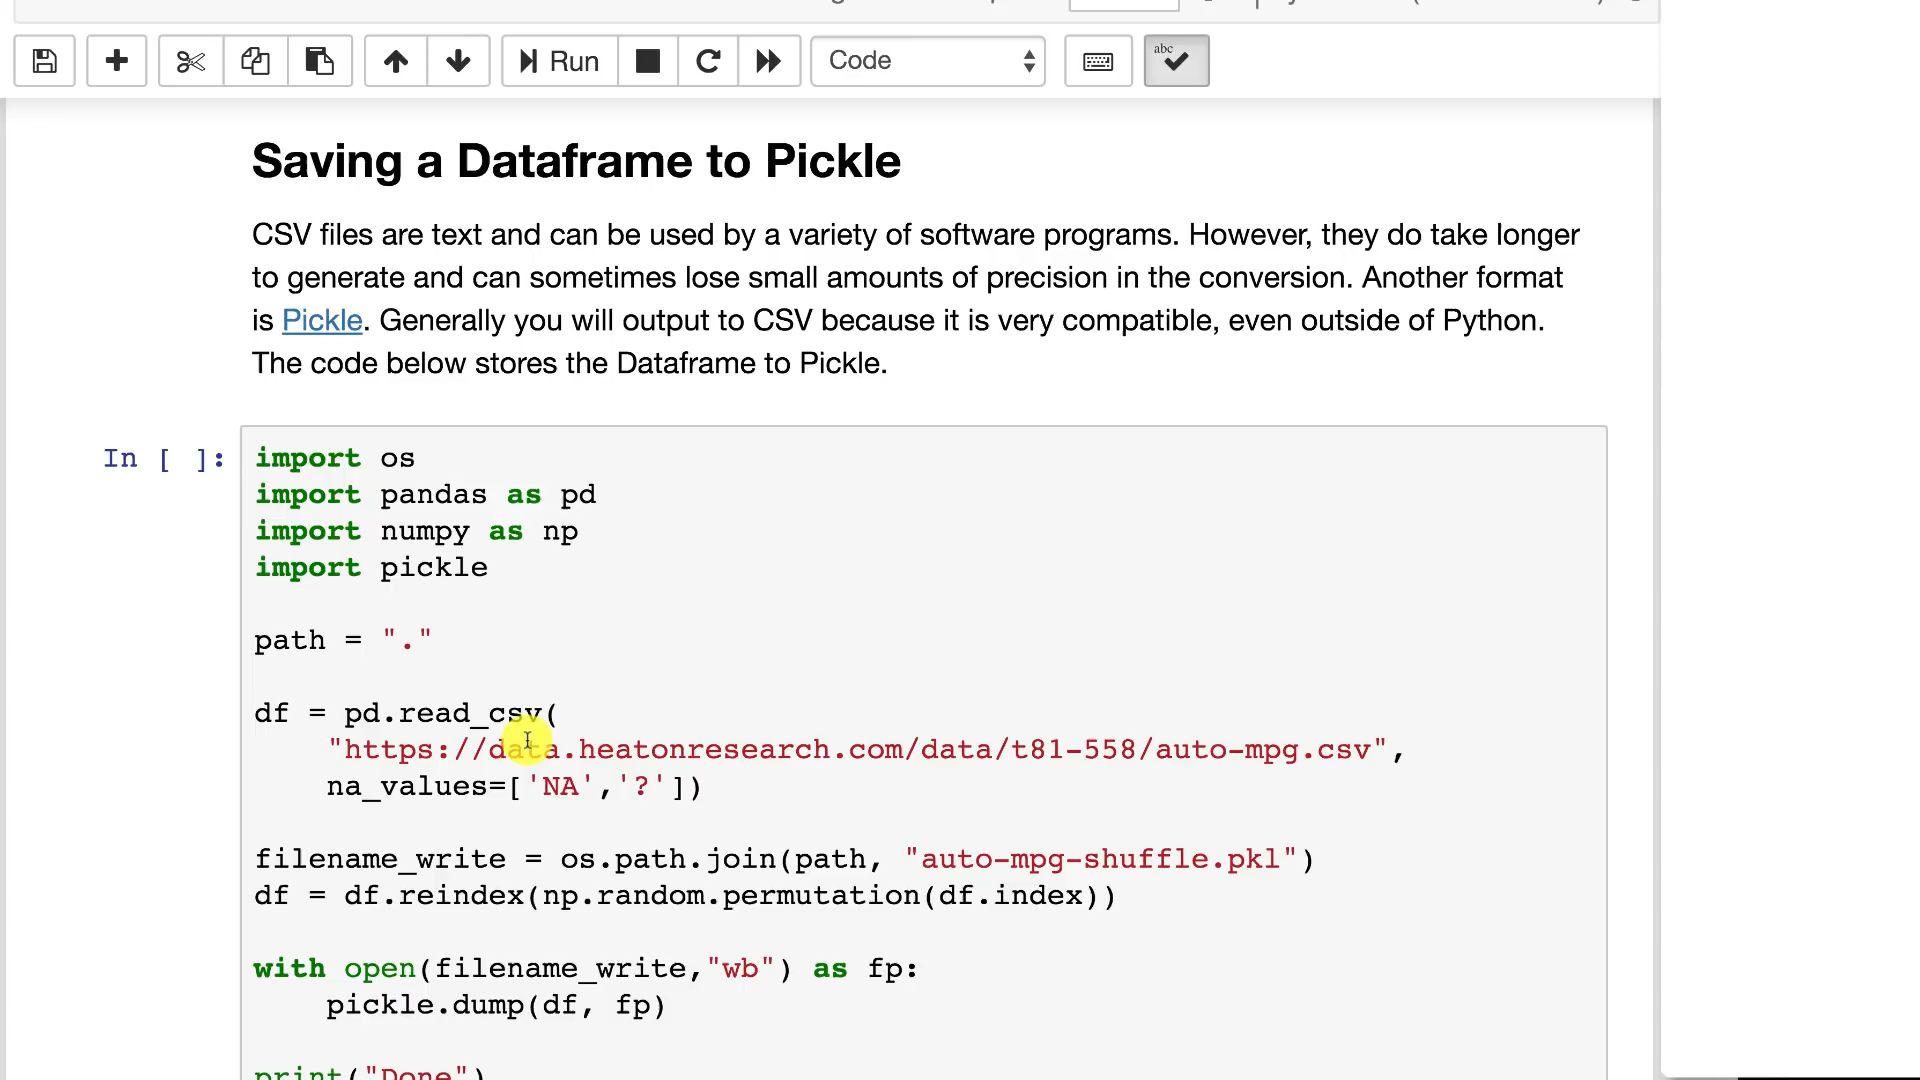 Run
Code
abc
Saving a Dataframe to Pickle
CSV files are text and can be used by a variety of software programs. However, they do take longer
to generate and can sometimes lose small amounts of precision in the conversion. Another format
is Pickle. Generally you will output to CSV because it is very compatible, even outside of Python.
The code below stores the Dataframe to Pickle.
In [ ]:
import os
import pandas as pd
import numpy as np
import pickle
path = "."
df = pd.read_csv(
"https://data.heatonresearch.com/data/t81-558/auto-mpg.csv",
na_values=['NA','?'])
filename_write = os.path.join(path, "auto-mpg-shuffle.pkl")
df = df.reindex(np.random.permutation(df.index))
with open(filename_write,"wb") as fp:
pickle.dump(df, fp)
print("Done")